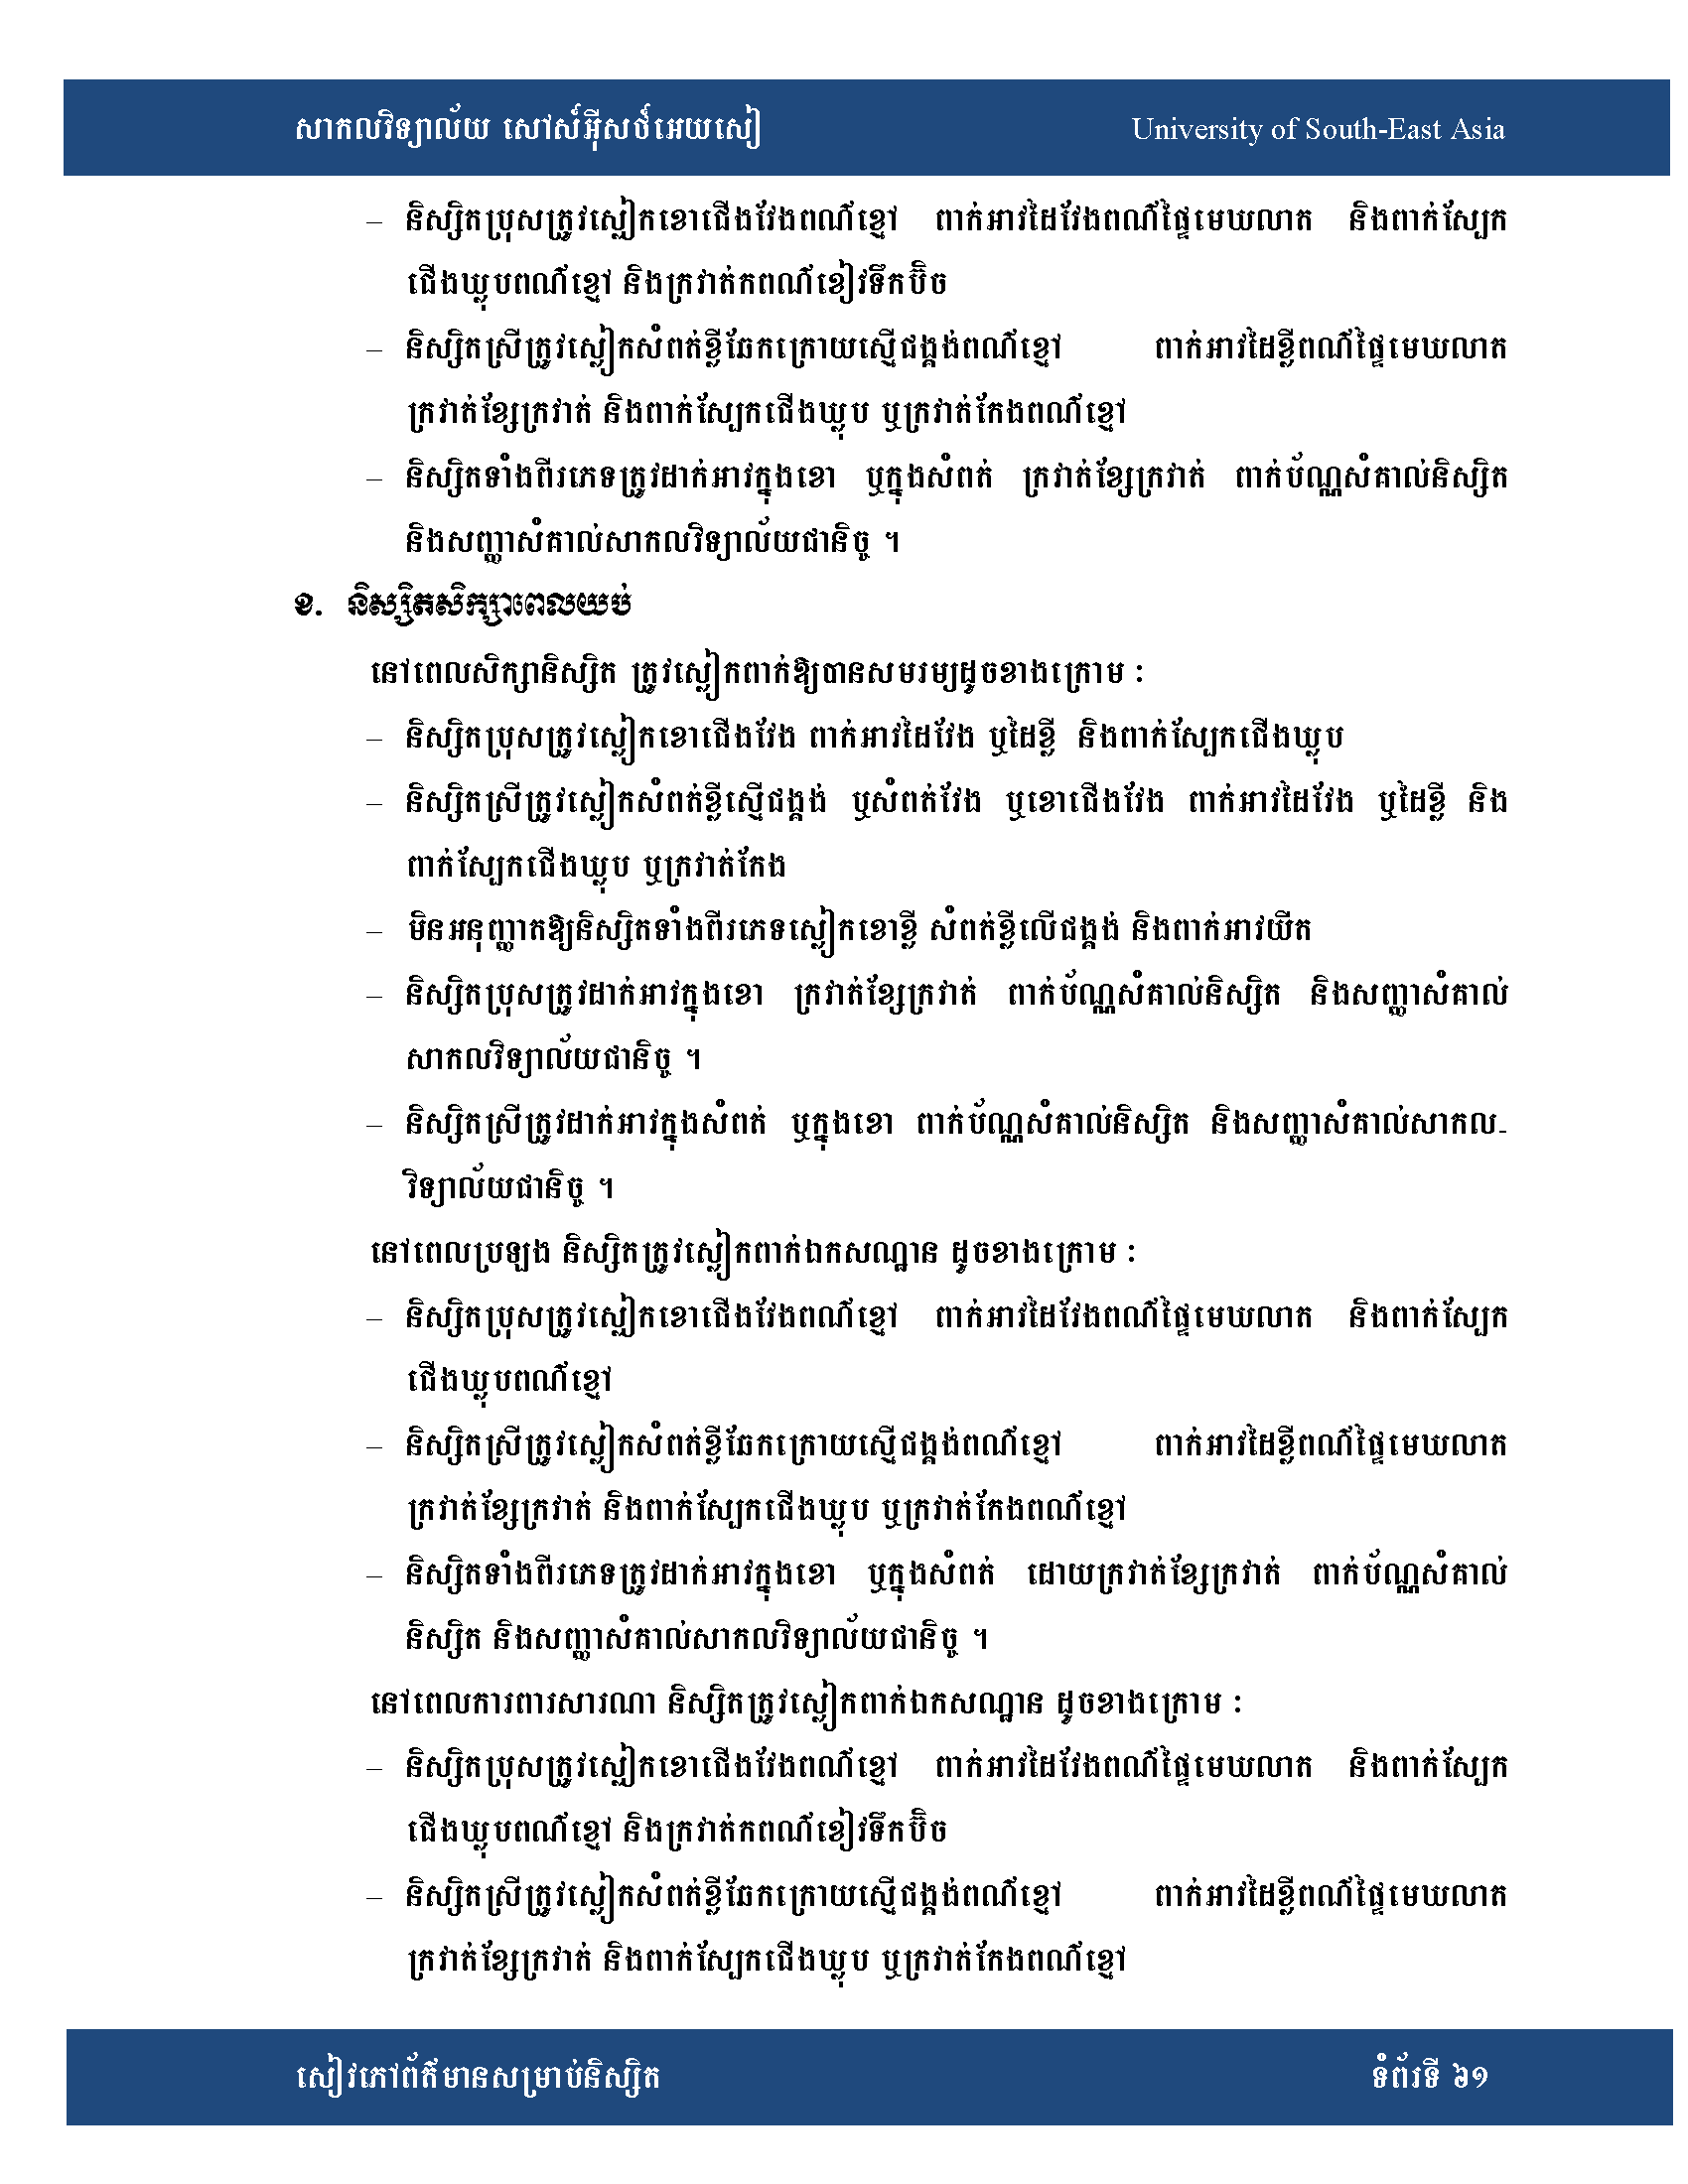 សាកលវិទ្យាល័យ សៅស៍អ៊ីសថ៍អេយសៀ University of South-East Asia
– និស្សិតប្រុសត្រូវស្លៀកខោជើងវែងពណ៌ខ្មៅ ពាក់អាវដៃវែងពណ៌ផ្ទៃមេឃលាត និងពាក់ស្បែក
ជើងឃ្លុបពណ៌ខ្មៅ និងក្រវាត់កពណ៌ខៀវទឹកប៊ិច
– និស្សិតស្រីត្រូវស្លៀកសំពត់ខ្លីឆែកក្រោយស្មើជង្គង់ពណ៌ខ្មៅ ពាក់អាវដៃខ្លីពណ៌ផ្ទៃមេឃលាត
ក្រវាត់ខ្សែក្រវាត់ និងពាក់ស្បែកជើងឃ្លុប ឬក្រវាត់កែងពណ៌ខ្មៅ
– និស្សិតទាំងពីរភេទត្រូវដាក់អាវក្នុងខោ ឬក្នុងសំពត់ ក្រវាត់ខ្សែក្រវាត់ ពាក់ប័ណ្ណសំគាល់និស្សិត
និងសញ្ញាសំគាល់សាកលវិទ្យាល័យជានិច្ច ។
ខ. និស្សិតសិក្សាពេលយប់
នៅពេលសិក្សានិស្សិត ត្រូវស្លៀកពាក់ឱ្យបានសមរម្យដូចខាងក្រោម :
– និស្សិតប្រុសត្រូវស្លៀកខោជើងវែង ពាក់អាវដៃវែង ឬដៃខ្លី និងពាក់ស្បែកជើងឃ្លុប
– និស្សិតស្រីត្រូវស្លៀកសំពត់ខ្លីស្មើជង្គង់ ឬសំពត់វែង ឬខោជើងវែង ពាក់អាវដៃវែង ឬដៃខ្លី និង
ពាក់ស្បែកជើងឃ្លុប ឬក្រវាត់កែង
– មិនអនុញ្ញាតឱ្យនិស្សិតទាំងពីរភេទស្លៀកខោខ្លី សំពត់ខ្លីលើជង្គង់ និងពាក់អាវយឺត
– និស្សិតប្រុសត្រូវដាក់អាវក្នុងខោ ក្រវាត់ខ្សែក្រវាត់ ពាក់ប័ណ្ណសំគាល់និស្សិត និងសញ្ញាសំគាល់
សាកលវិទ្យាល័យជានិច្ច ។
– និស្សិតស្រីត្រូវដាក់អាវក្នុងសំពត់ ឬក្នុងខោ ពាក់ប័ណ្ណសំគាល់និស្សិត និងសញ្ញាសំគាល់សាកល-
វិទ្យាល័យជានិច្ច ។
នៅពេលប្រឡង និស្សិតត្រូវស្លៀកពាក់ឯកសណ្ឋាន ដូចខាងក្រោម :
– និស្សិតប្រុសត្រូវស្លៀកខោជើងវែងពណ៌ខ្មៅ ពាក់អាវដៃវែងពណ៌ផ្ទៃមេឃលាត និងពាក់ស្បែក
ជើងឃ្លុបពណ៌ខ្មៅ
– និស្សិតស្រីត្រូវស្លៀកសំពត់ខ្លីឆែកក្រោយស្មើជង្គង់ពណ៌ខ្មៅ ពាក់អាវដៃខ្លីពណ៌ផ្ទៃមេឃលាត
ក្រវាត់ខ្សែក្រវាត់ និងពាក់ស្បែកជើងឃ្លុប ឬក្រវាត់កែងពណ៌ខ្មៅ
– និស្សិតទាំងពីរភេទត្រូវដាក់អាវក្នុងខោ ឬក្នុងសំពត់ ដោយក្រវាត់ខ្សែក្រវាត់ ពាក់ប័ណ្ណសំគាល់
និស្សិត និងសញ្ញាសំគាល់សាកលវិទ្យាល័យជានិច្ច ។
នៅពេលការពារសារណា និស្សិតត្រូវស្លៀកពាក់ឯកសណ្ឋាន ដូចខាងក្រោម :
– និស្សិតប្រុសត្រូវស្លៀកខោជើងវែងពណ៌ខ្មៅ ពាក់អាវដៃវែងពណ៌ផ្ទៃមេឃលាត និងពាក់ស្បែក
ជើងឃ្លុបពណ៌ខ្មៅ និងក្រវាត់កពណ៌ខៀវទឹកប៊ិច
– និស្សិតស្រីត្រូវស្លៀកសំពត់ខ្លីឆែកក្រោយស្មើជង្គង់ពណ៌ខ្មៅ ពាក់អាវដៃខ្លីពណ៌ផ្ទៃមេឃលាត
ក្រវាត់ខ្សែក្រវាត់ និងពាក់ស្បែកជើងឃ្លុប ឬក្រវាត់កែងពណ៌ខ្មៅ
សៀវភៅព័ត៌មានសម្រាប់និស្សិត ទំព័រទី ៦១